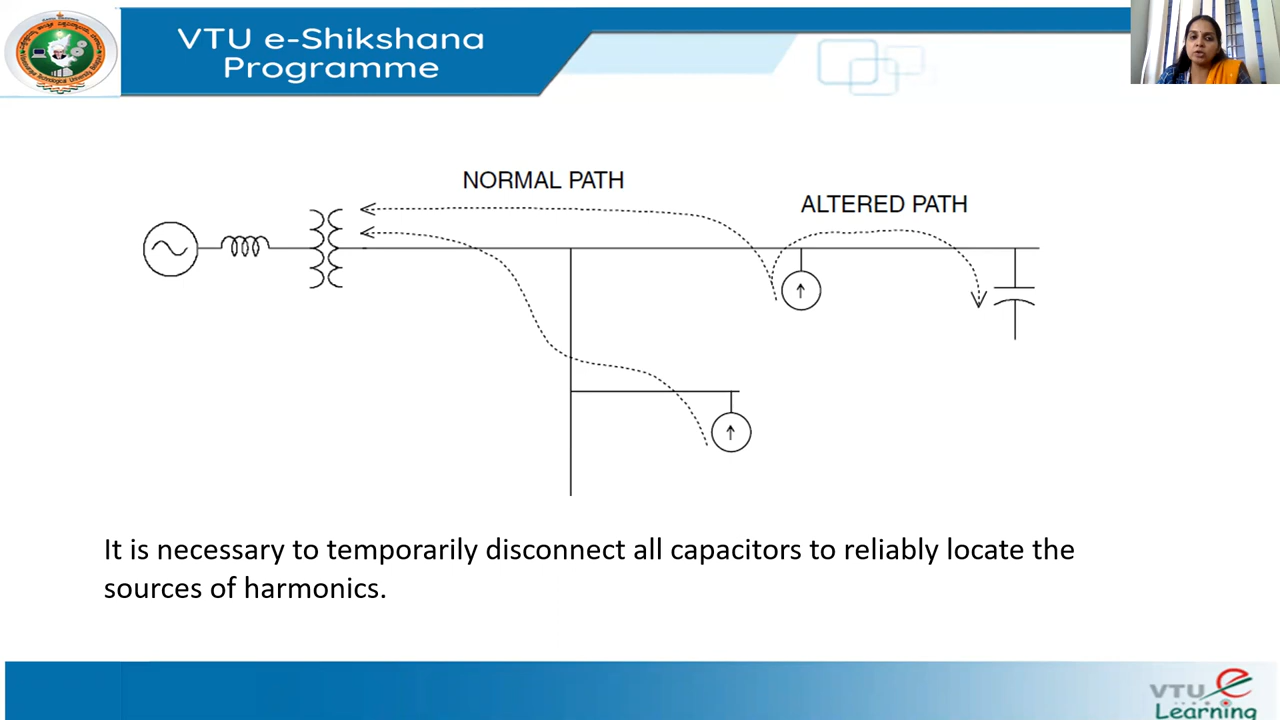 VTU e-Shikshana
Programme
NORMAL PATH
ALTERED PATH
It is necessary to temporarily disconnect all capacitors to reliably locate the
sources of harmonics.
VTU
Learning